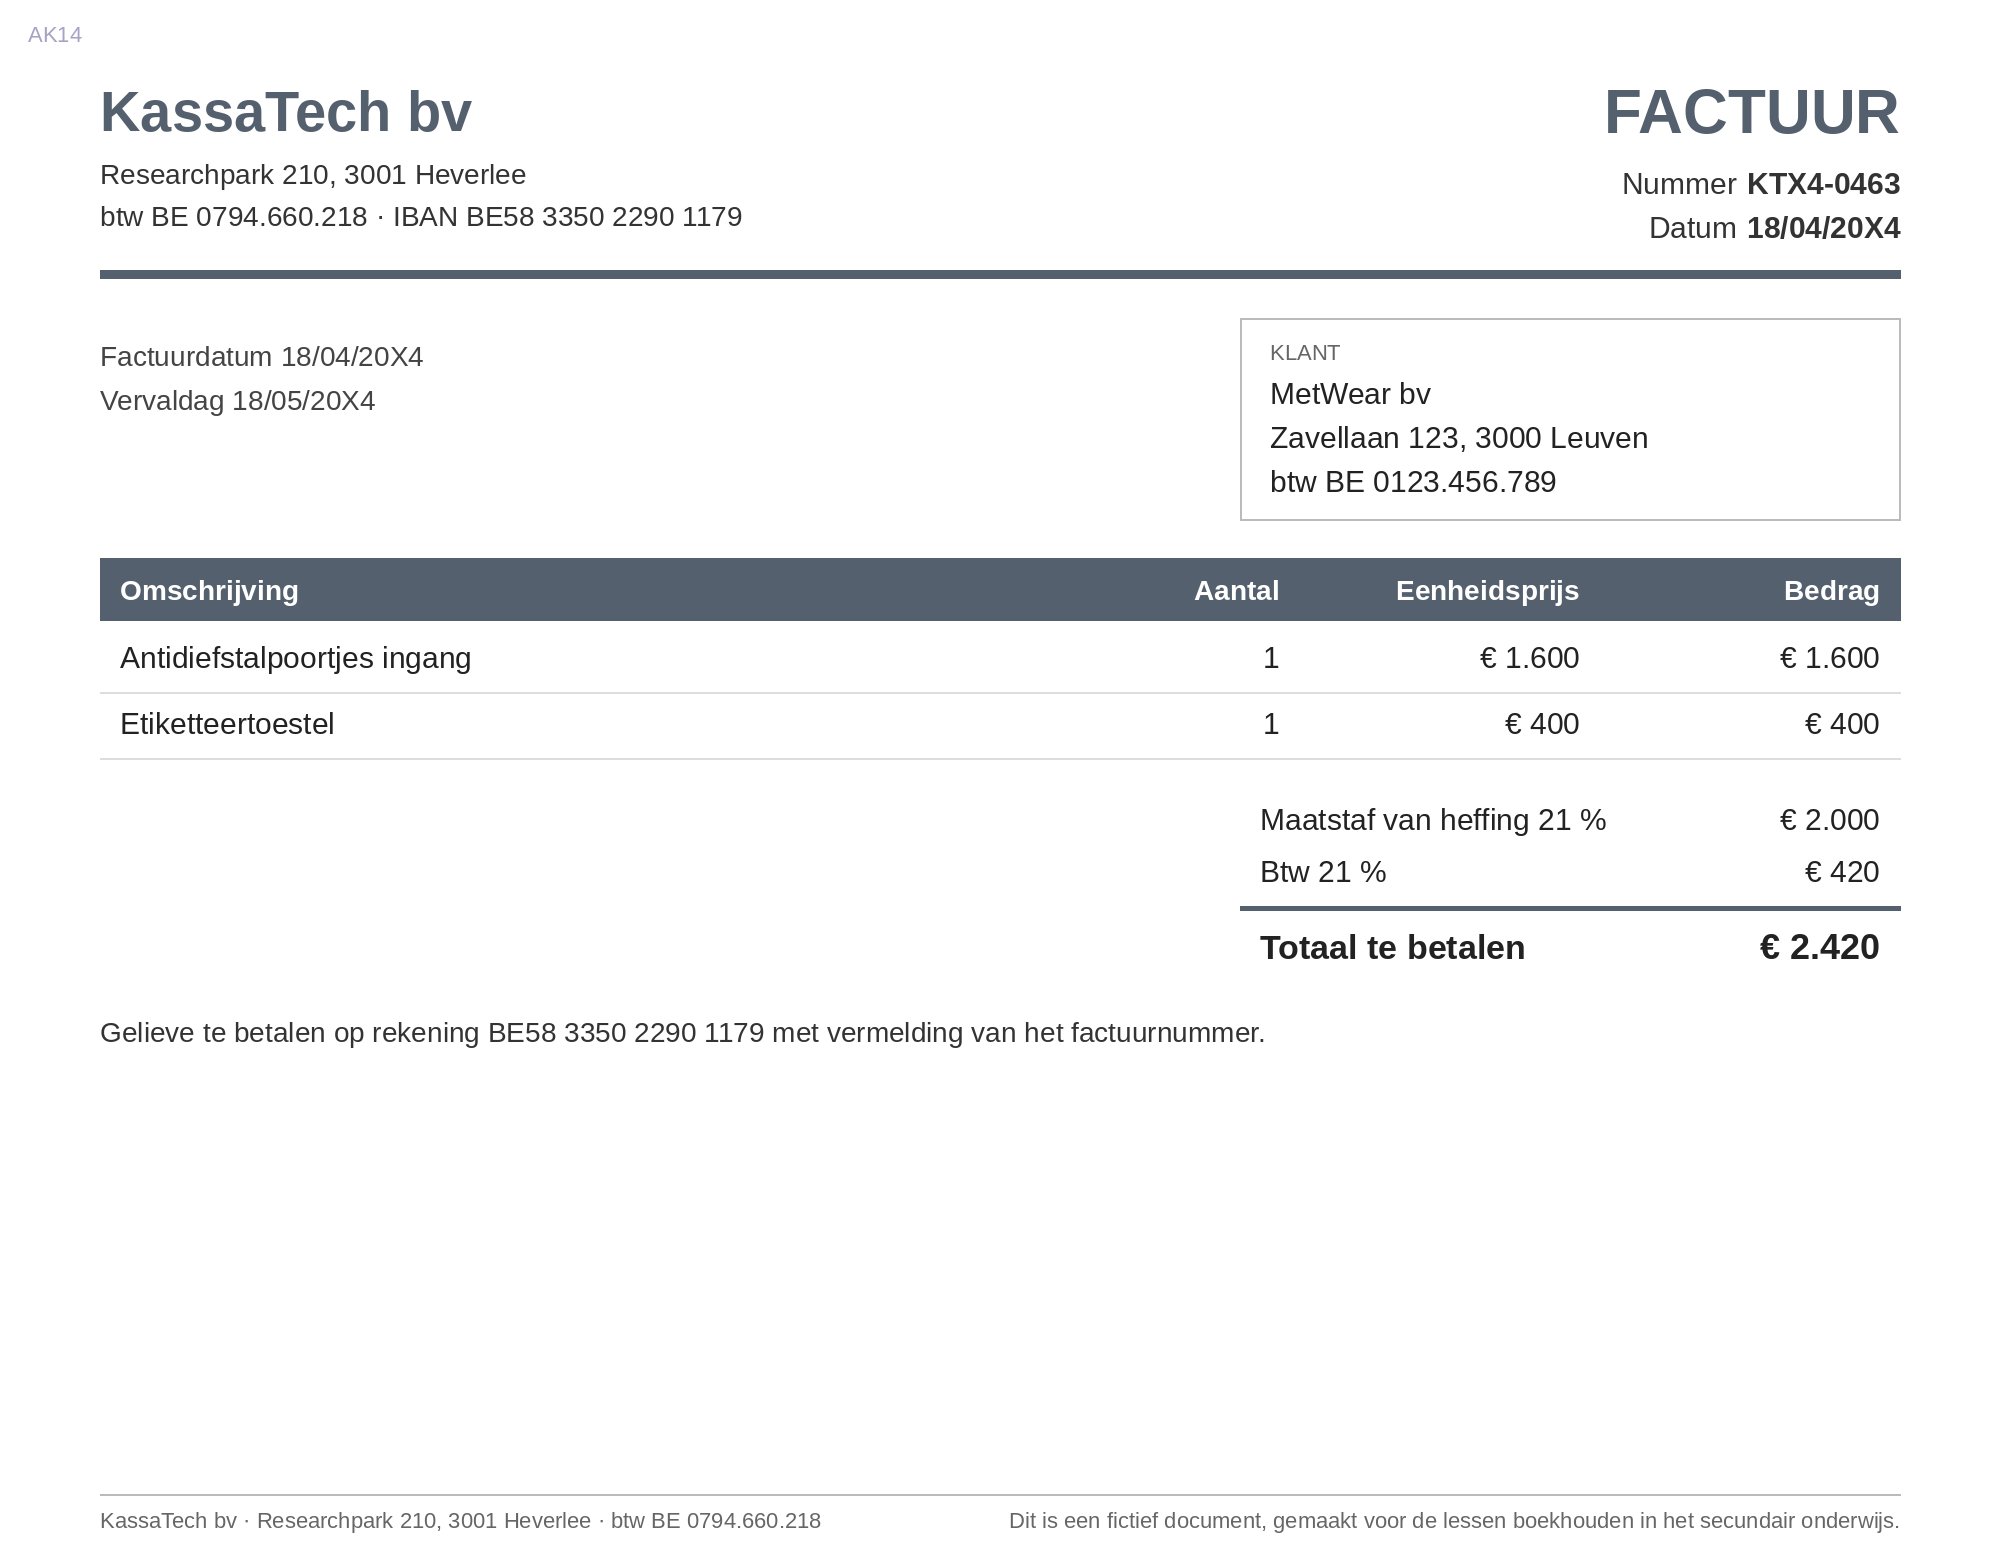 AK14
KassaTech bv
FACTUUR
Researchpark 210, 3001 Heverlee
btw BE 0794.660.218 · IBAN BE58 3350 2290 1179
Nummer KTX4-0463
Datum 18/04/20X4
Factuurdatum 18/04/20X4
Vervaldag 18/05/20X4
KLANT
MetWear bv
Zavellaan 123, 3000 Leuven
btw BE 0123.456.789
Omschrijving Aantal Eenheidsprijs Bedrag
Antidiefstalpoortjes ingang 1 € 1.600 € 1.600
Etiketteertoestel 1 € 400 € 400
Maatstaf van heffing 21 % € 2.000
Btw 21 % € 420
Totaal te betalen € 2.420
Gelieve te betalen op rekening BE58 3350 2290 1179 met vermelding van het factuurnummer.
KassaTech bv · Researchpark 210, 3001 Heverlee · btw BE 0794.660.218
Dit is een fictief document, gemaakt voor de lessen boekhouden in het secundair onderwijs.